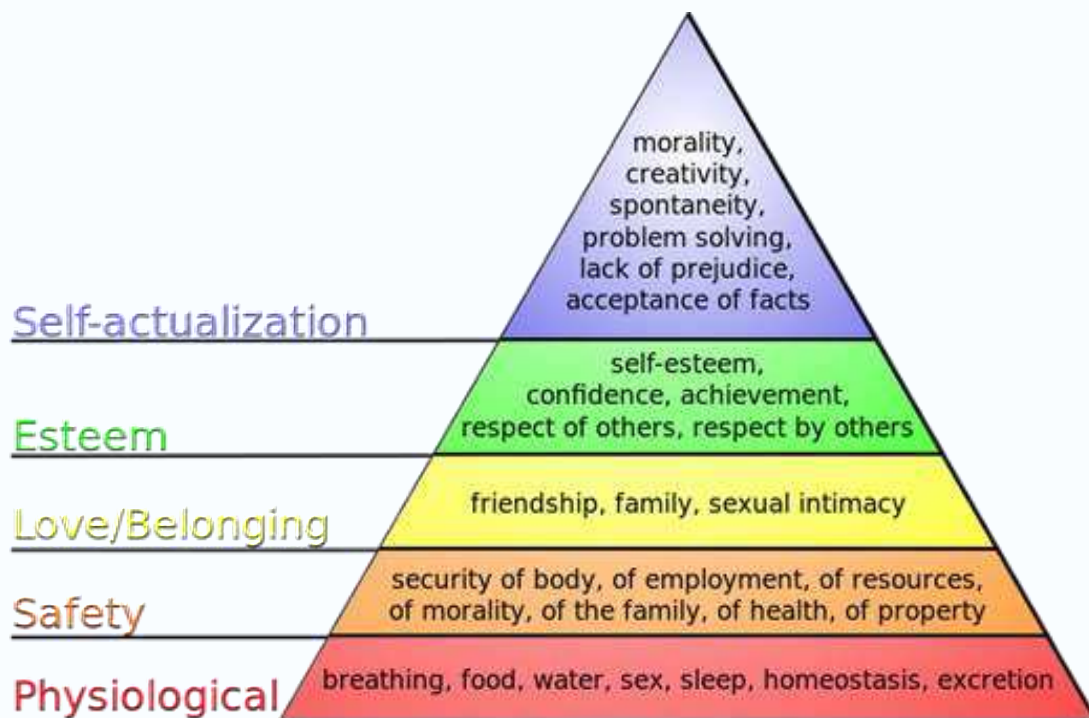 morality,
creativity,
spontaneity,
problem solving,
lack of prejudice,
acceptance of facts
Self-actualization
self-esteem,
confidence, achievement,
respect of others, respect by others
Esteem
friendship, family, sexual intimacy
Love/Belonging
security of body, of employment, of resources,
of morality, of the family, of health, of property
Safety
breathing, food, water, sex, sleep, homeostasis, excretion
Physiological